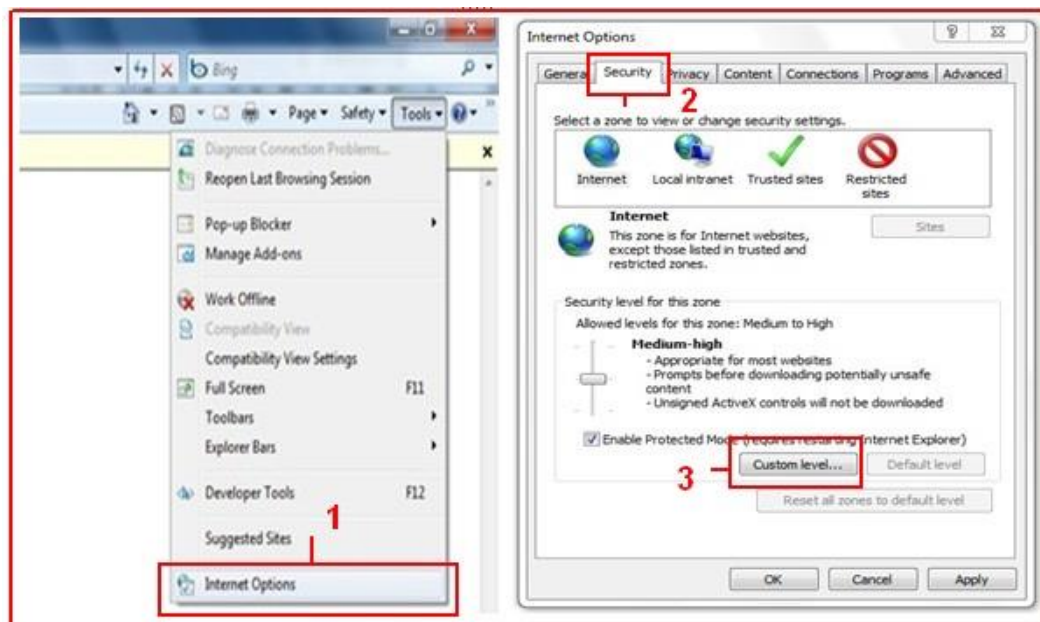 Bing
Page Safety Tools
Diagnose Connection Problems...
Reopen Last Browsing Session
Pop-up Blocker
Manage Add-ons
Work Offline
Compatibility View
Compatibility View Settings
Full Screen F11
Toolbars
Explorer Bars
Developer Tools F12
1
Suggested Sites
Internet Options
Internet Options
General Security Privacy Content Connections Programs Advanced
2
Select a zone to view or change security settings.
Internet Local intranet Trusted sites Restricted
sites
Internet
Sites
This zone is for Internet websites,
except those listed in trusted and
restricted zones.
Security level for this zone
Allowed levels for this zone: Medium to High
Medium-high
- Appropriate for most websites
- Prompts before downloading potentially unsafe
content
- Unsigned ActiveX controls will not be downloaded
Enable Protected Mode (requires restarting Internet Explorer)
3
Custom level... Default level
Reset all zones to default level
OK Cancel Apply